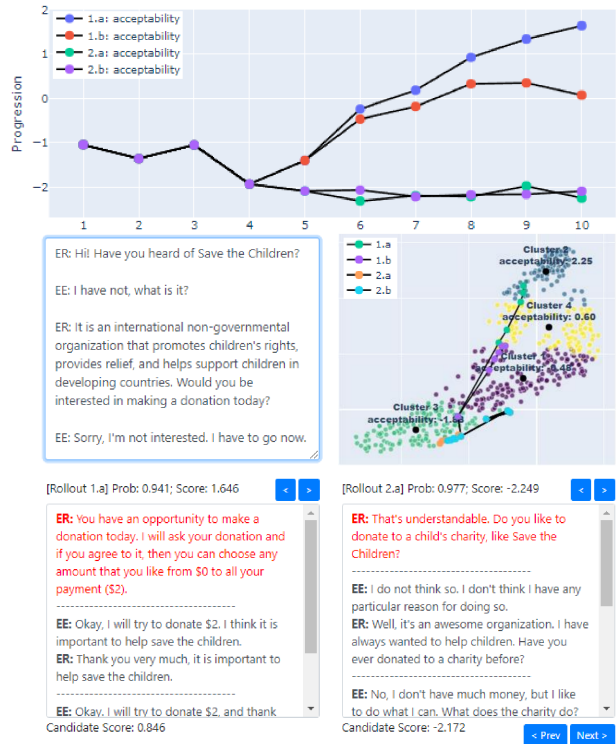 2
1
0
−1
−2
Progression
1.a: acceptability
1.b: acceptability
2.a: acceptability
2.b: acceptability
1 2 3 4 5 6 7 8 9 10
ER: Hi! Have you heard of Save the Children?
EE: I have not, what is it?
ER: It is an international non-governmental
organization that promotes children's rights,
provides relief, and helps support children in
developing countries. Would you be
interested in making a donation today?
EE: Sorry, I'm not interested. I have to go now.
1.a
1.b
2.a
2.b
Cluster 2
acceptability: 2.25
Cluster 4
acceptability: 0.60
Cluster
acceptability:
Cluster 3
acceptability:
[Rollout 1.a] Prob: 0.941; Score: 1.646
< >
ER: You have an opportunity to make a
donation today. I will ask your donation and
if you agree to it, then you can choose any
amount that you like from $0 to all your
payment ($2).
------------------------------------
EE: Okay, I will try to donate $2. I think it is
important to help save the children.
ER: Thank you very much, it is important to
help save the children.
------------------------------------
EE: Okay. I will try to donate $2, and thank
Candidate Score: 0.846
[Rollout 2.a] Prob: 0.977; Score: -2.249
< >
ER: That's understandable. Do you like to
donate to a child's charity, like Save the
Children?
------------------------------------
EE: I do not think so. I don't think I have any
particular reason for doing so.
ER: Well, it's an awesome organization. I have
always wanted to help children. Have you
ever donated to a charity before?
------------------------------------
EE: No, I don't have much money, but I like
to do what I can. What does the charity do?
Candidate Score: -2.172
< Prev Next >